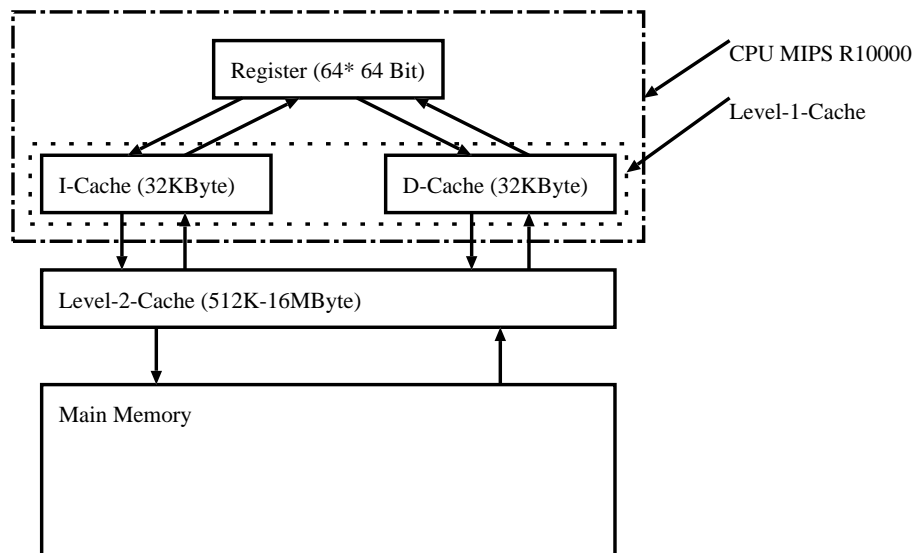 CPU MIPS R10000
Register (64* 64 Bit)
Level-1-Cache
I-Cache (32KByte)
D-Cache (32KByte)
Level-2-Cache (512K-16MByte)
Main Memory